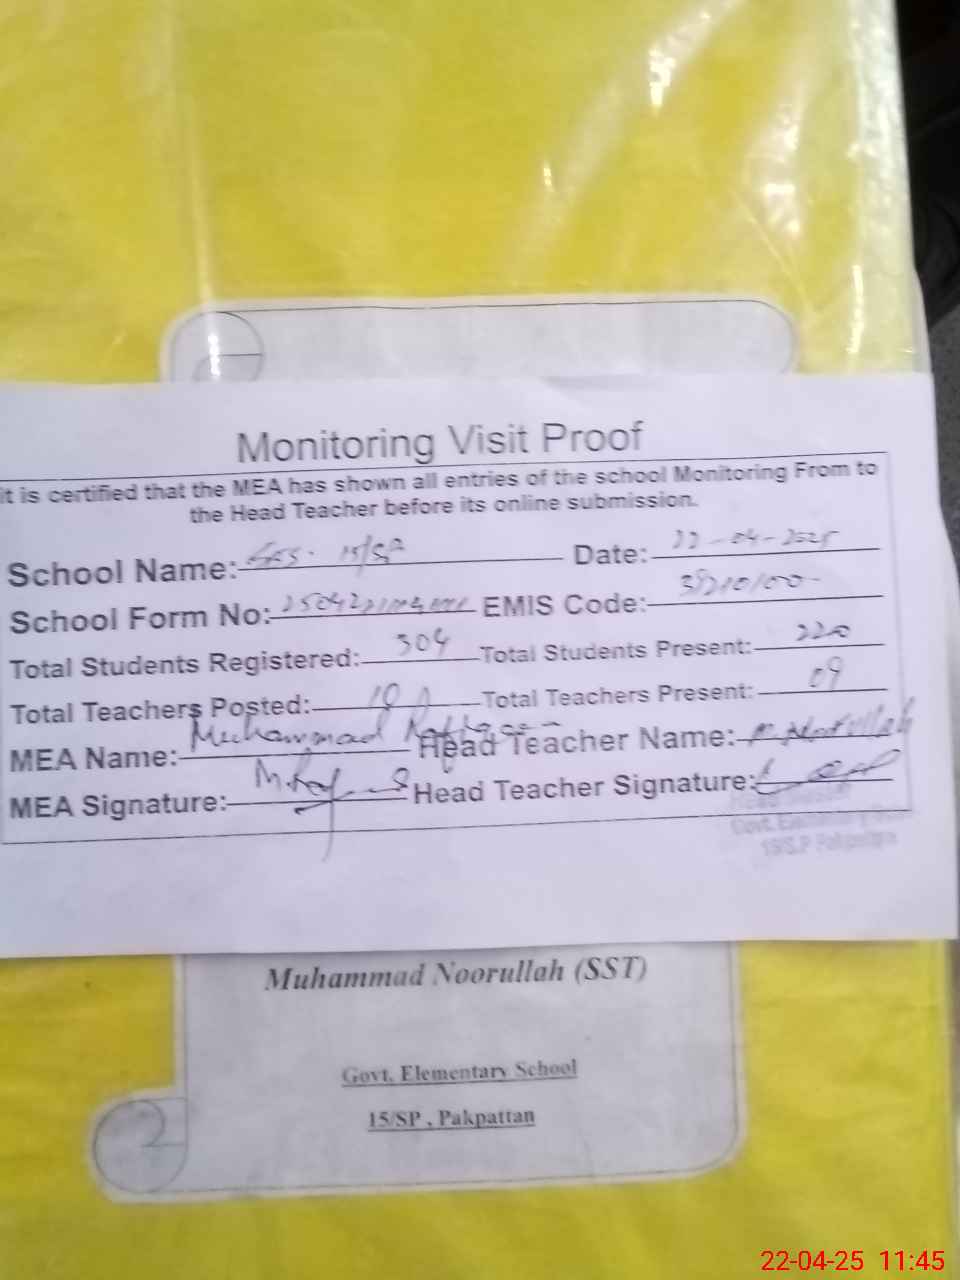 Monitoring Visit Proof
it is certified that the MEA has shown all entries of the school Monitoring From to
the Head Teacher before its online submission.
School Name: GES. 15/SP Date: 22-04-2025
School Form No: EMIS Code:
Total Students Registered: 304 Total Students Present: 220
Total Teachers Posted: 10 Total Teachers Present: 09
MEA Name: Muhammad Head Teacher Name:
MEA Signature: Head Teacher Signature:
Govt. Elementary
15/S.P Pakpattan
Muhammad Noorullah (SST)
Govt. Elementary School
15/SP , Pakpattan
22-04-25 11:45